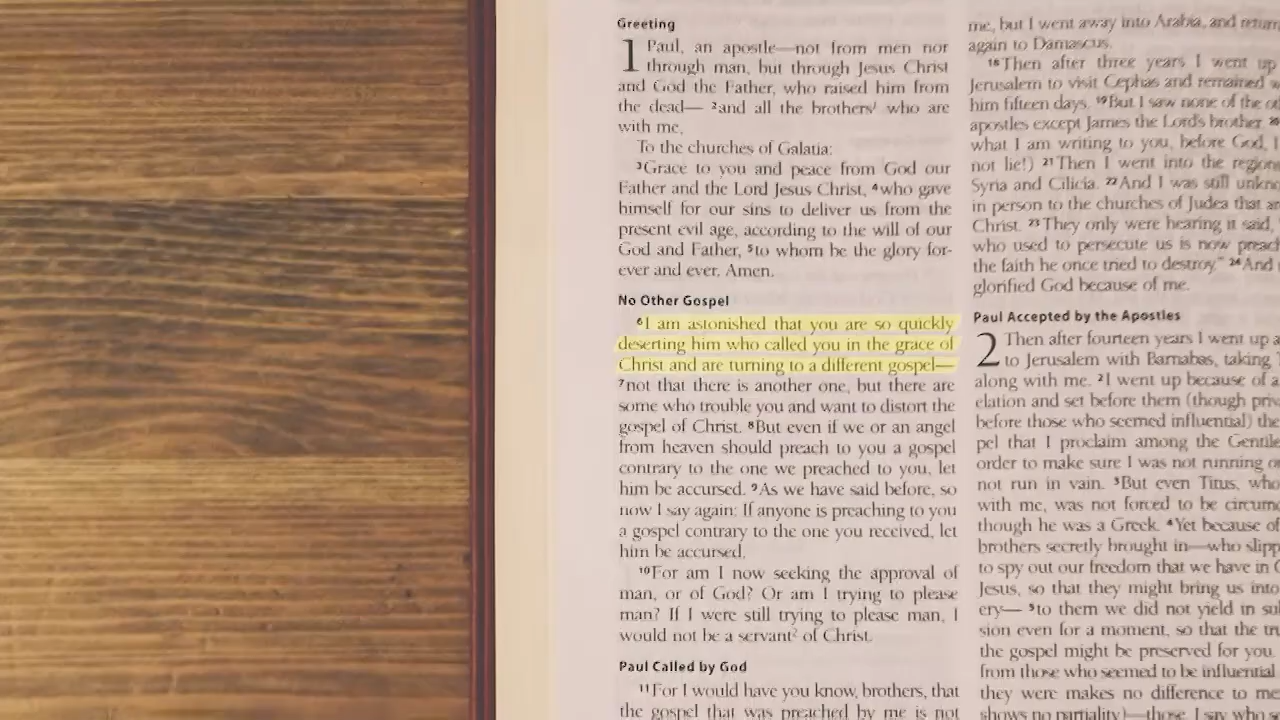 Greeting
1 Paul, an apostle—not from men nor
through man, but through Jesus Christ
and God the Father, who raised him from
the dead— ²and all the brothers¹ who are
with me,
To the churches of Galatia:
³Grace to you and peace from God our
Father and the Lord Jesus Christ, ⁴who gave
himself for our sins to deliver us from the
present evil age, according to the will of our
God and Father, ⁵to whom be the glory for-
ever and ever. Amen.
No Other Gospel
⁶I am astonished that you are so quickly
deserting him who called you in the grace of
Christ and are turning to a different gospel—
⁷not that there is another one, but there are
some who trouble you and want to distort the
gospel of Christ. ⁸But even if we or an angel
from heaven should preach to you a gospel
contrary to the one we preached to you, let
him be accursed. ⁹As we have said before, so
now I say again: If anyone is preaching to you
a gospel contrary to the one you received, let
him be accursed.
¹⁰For am I now seeking the approval of
man, or of God? Or am I trying to please
man? If I were still trying to please man, I
would not be a servant² of Christ.
Paul Called by God
¹¹For I would have you know, brothers, that
the gospel that was preached by me is not
me, but I went away into Arabia, and
again to Damascus.
¹⁸Then after three years I went up
Jerusalem to visit Cephas and remained
him fifteen days. ¹⁹But I saw none of the
apostles except James the Lord's brother. ²⁰
what I am writing to you, before God, I
not lie!) ²¹Then I went into the
Syria and Cilicia. ²²And I was still
in person to the churches of Judea that
Christ. ²³They only were hearing it said,
who used to persecute us is now
the faith he once tried to destroy." ²⁴And
glorified God because of me.
Paul Accepted by the Apostles
2 Then after fourteen years I went up
to Jerusalem with Barnabas, taking
along with me. ²I went up because of a
elation and set before them (though
before those who seemed influential) the
pel that I proclaim among the
order to make sure I was not running
not run in vain. ³But even Titus, who
with me, was not forced to be
though he was a Greek. ⁴Yet because of
brothers secretly brought in—who
to spy out our freedom that we have in
Jesus, so that they might bring us into
ery— ⁵to them we did not yield in
sion even for a moment, so that the
the gospel might be preserved for you.
from those who seemed to be influential
they were makes no difference to me
shows no partiality)—those, I say, who